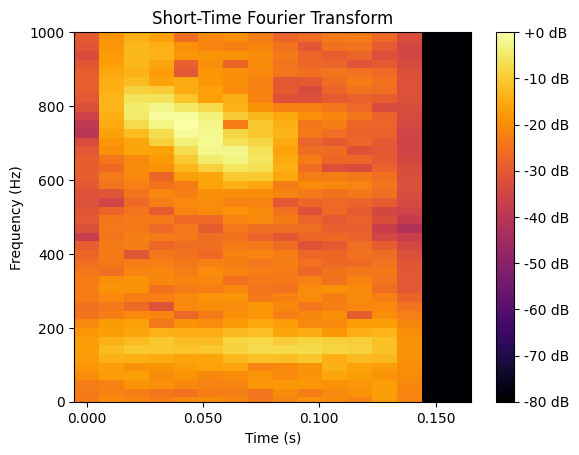 Short-Time Fourier Transform
1000
800
600
400
200
0
Frequency (Hz)
0.000
0.050
0.100
0.150
Time (s)
+0 dB
-10 dB
-20 dB
-30 dB
-40 dB
-50 dB
-60 dB
-70 dB
-80 dB